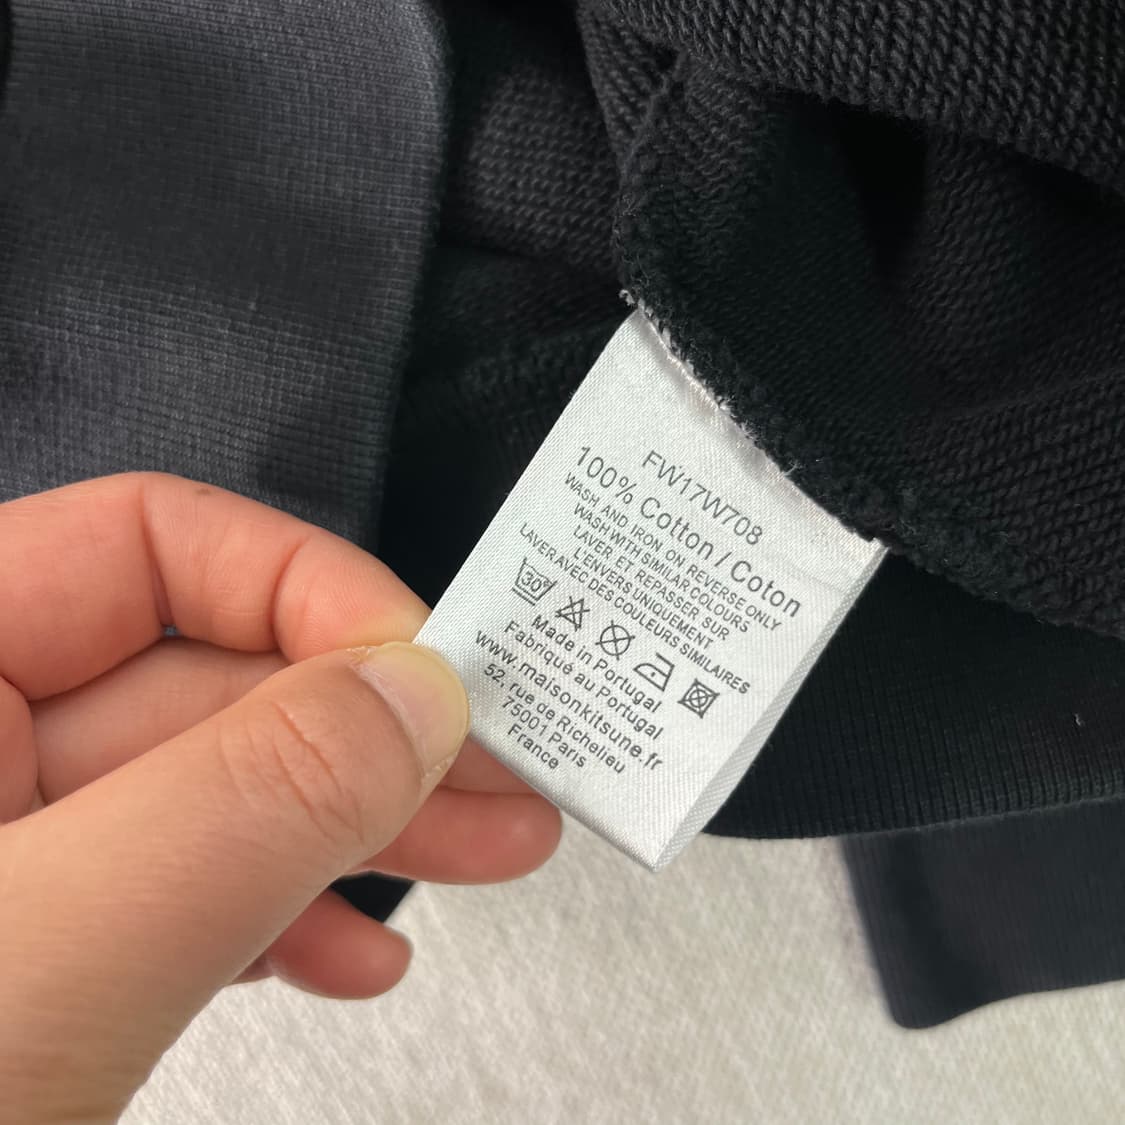 FW17W708
100% Cotton / Coton
WASH AND IRON ON REVERSE ONLY
WASH WITH SIMILAR COLOURS
LAVER ET REPASSER SUR
L'ENVERS UNIQUEMENT
LAVER AVEC DES COULEURS SIMILAIRES
30°
Made in Portugal
Fabriqué au Portugal
www.maisonkitsune.fr
52, rue de Richelieu
75001 Paris
France